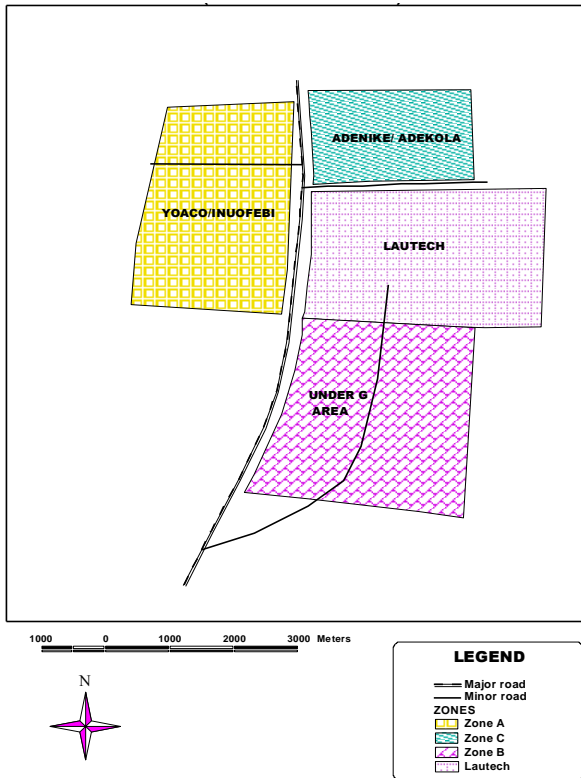 ADENIKE/ ADEKOLA
YOACO/INUOFEBI
LAUTECH
UNDER G
AREA
1000 0 1000 2000 3000 Meters
N
LEGEND
Major road
Minor road
ZONES
Zone A
Zone C
Zone B
Lautech